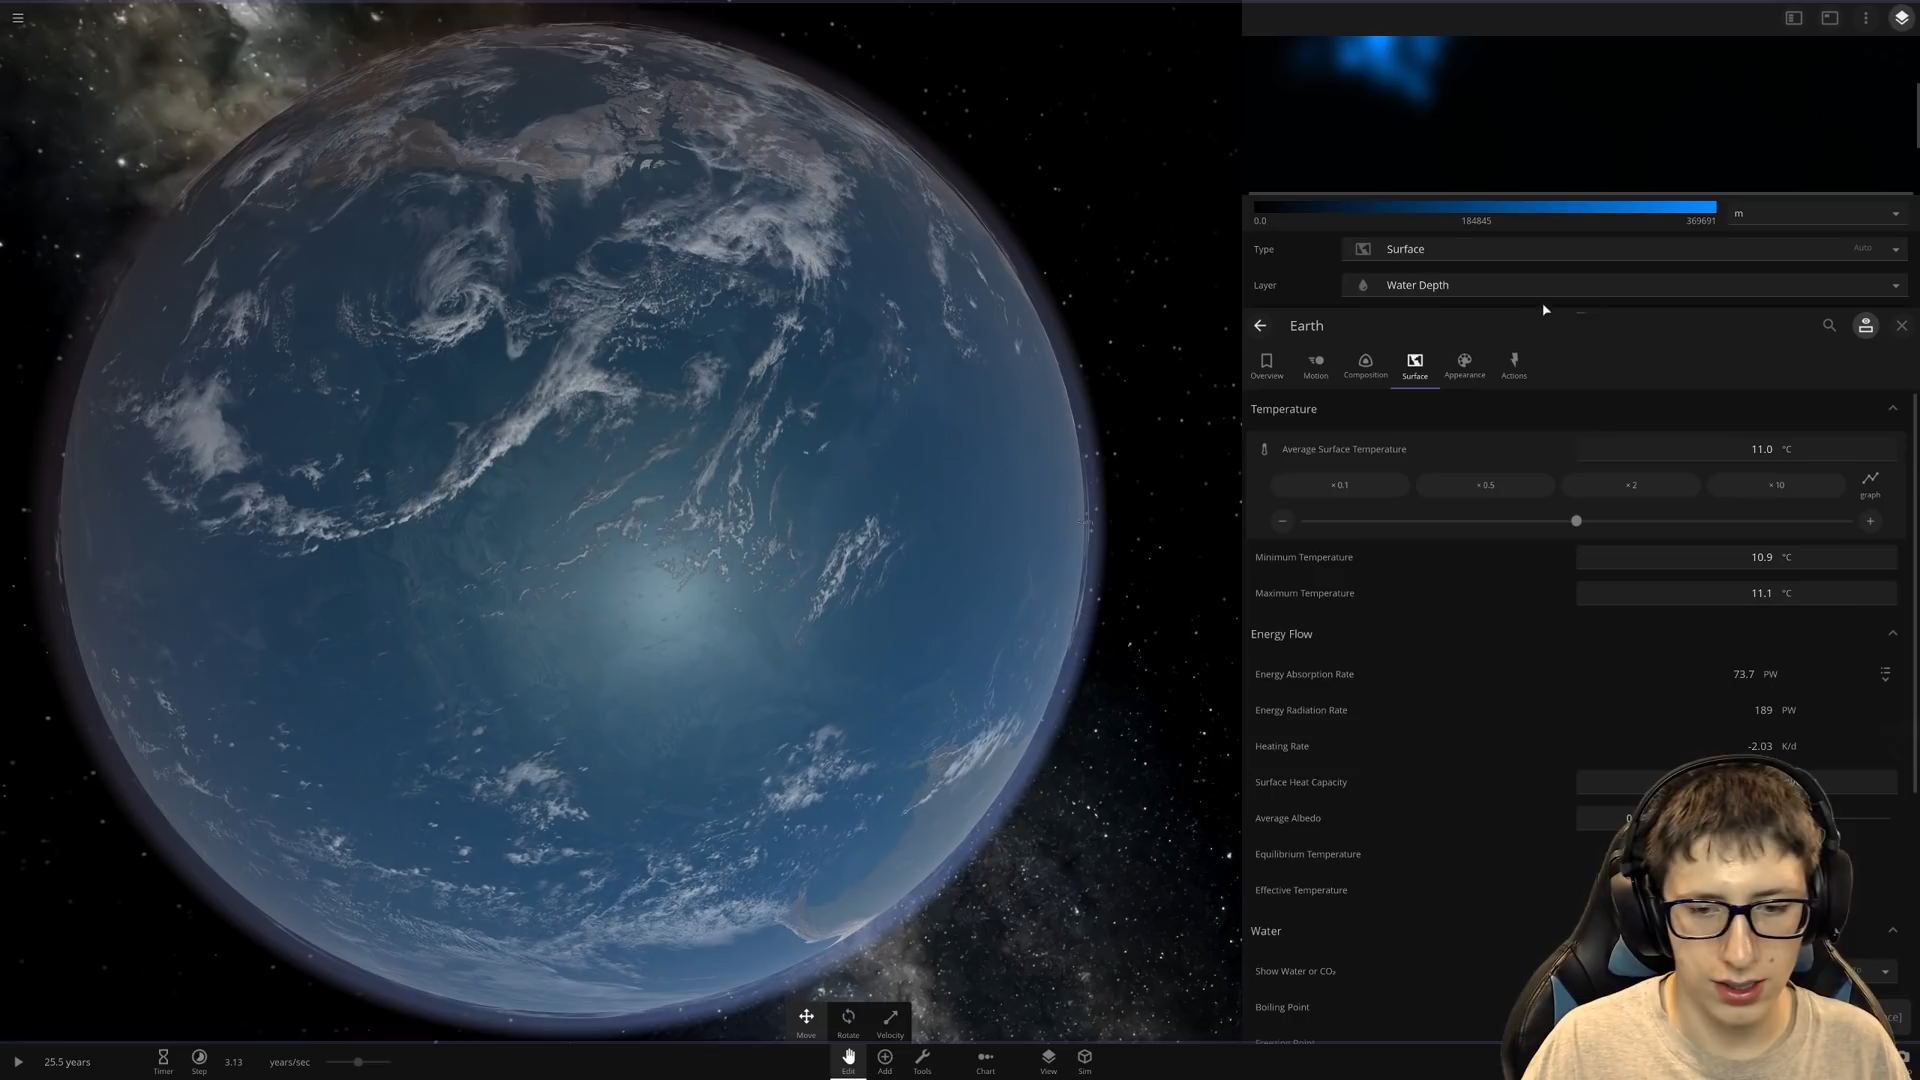 0.0
184845
369691
m
Type
Surface
Auto
Layer
Water Depth
Earth
Overview
Motion
Composition
Surface
Appearance
Actions
Temperature
Average Surface Temperature
11.0 °C
× 0.1
× 0.5
× 2
× 10
graph
Minimum Temperature
10.9 °C
Maximum Temperature
11.1 °C
Energy Flow
Energy Absorption Rate
73.7 PW
Energy Radiation Rate
189 PW
Heating Rate
-2.03 K/d
Surface Heat Capacity
Average Albedo
0
Equilibrium Temperature
Effective Temperature
Water
Show Water or CO₂
Boiling Point
Freezing Point
Move
Rotate
Velocity
25.5 years
Timer
Step
3.13
years/sec
Edit
Add
Tools
Chart
View
Sim